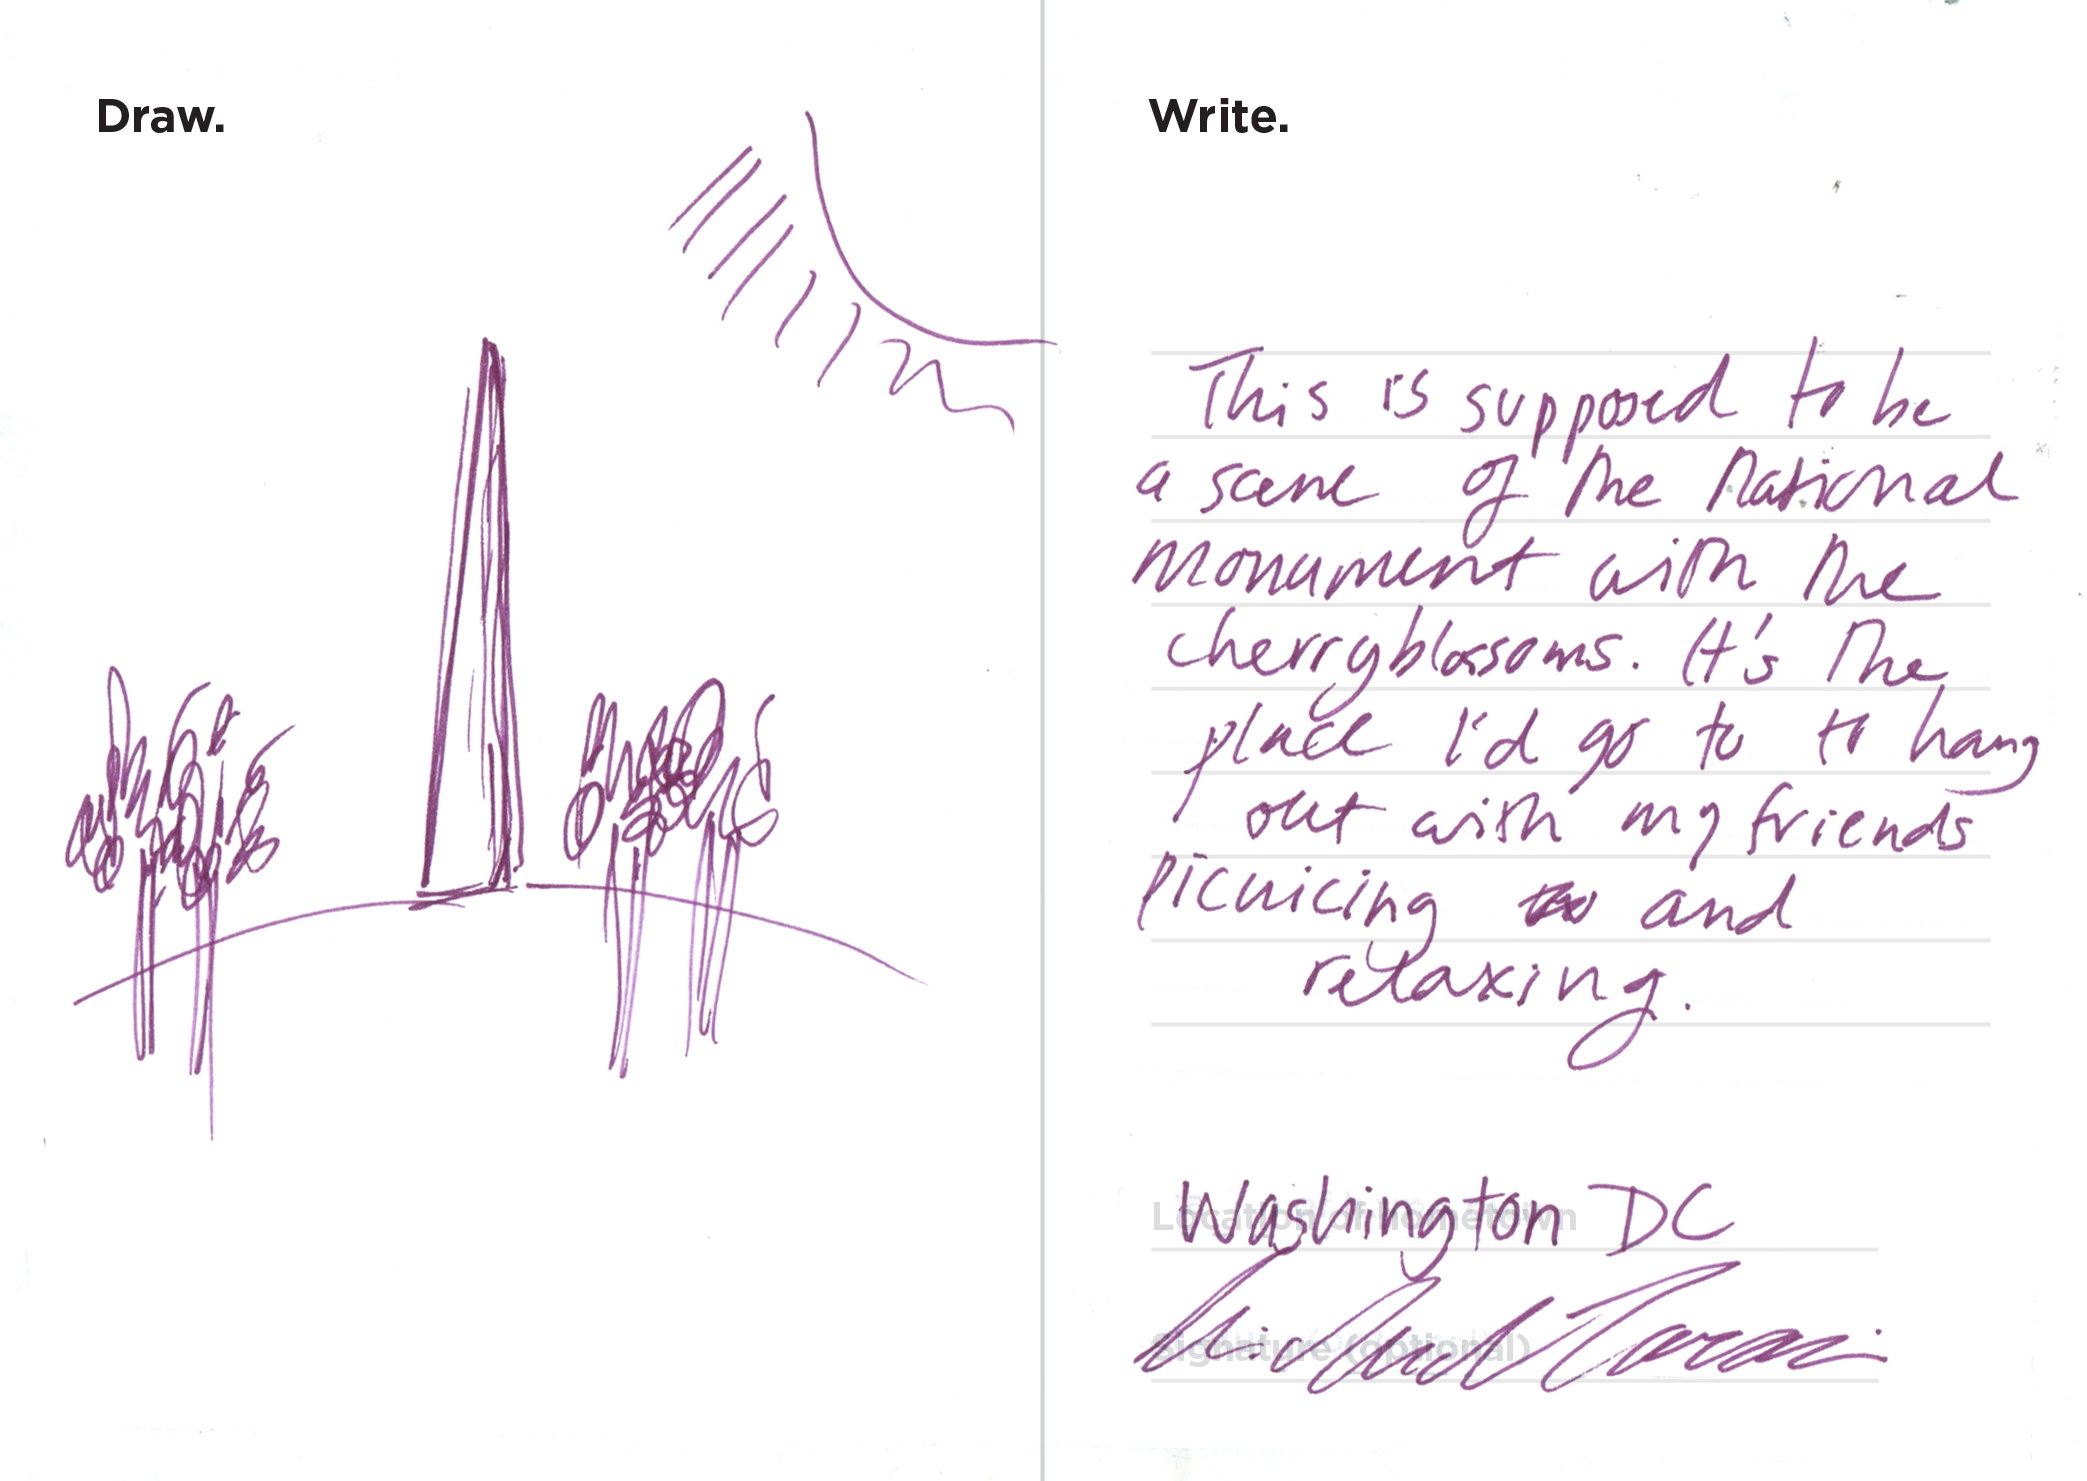 Draw.
Write.
This is supposed to be
a scene of the national
monument with the
cherryblossoms. It's the
place I'd go to to hang
out with my friends
picnicing and
relaxing.
Location of hometown
Washington DC
Signature (optional)
Michael